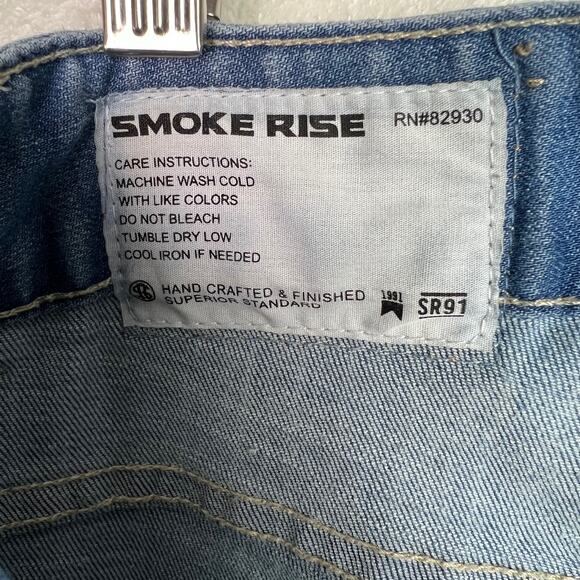 SMOKE RISE RN#82930
CARE INSTRUCTIONS:
MACHINE WASH COLD
WITH LIKE COLORS
DO NOT BLEACH
TUMBLE DRY LOW
COOL IRON IF NEEDED
HAND CRAFTED & FINISHED 1991
SUPERIOR STANDARD SR91